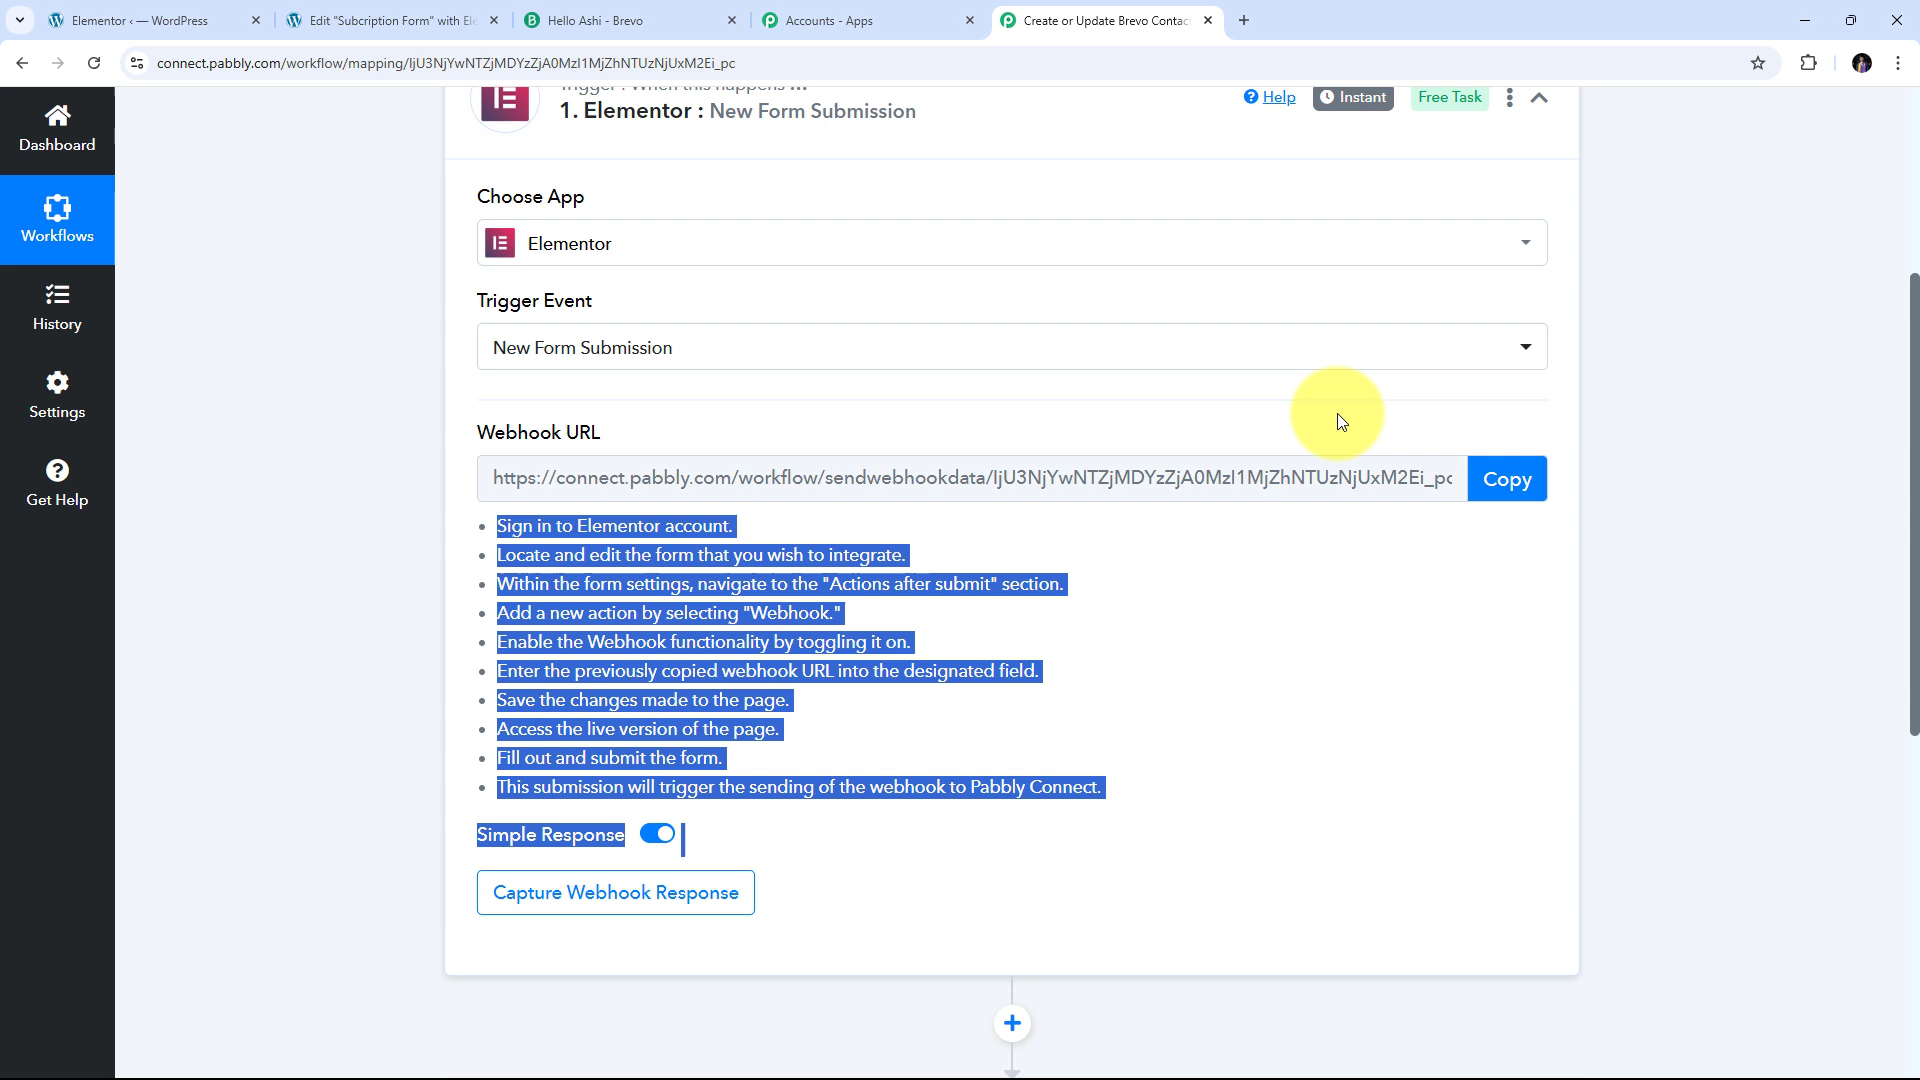 Elementor ‹ — WordPress
Edit "Subcription Form" with Ele
Hello Ashi - Brevo
Accounts - Apps
Create or Update Brevo Contac
connect.pabbly.com/workflow/mapping/IjU3NjYwNTZjMDYzZjA0MzI1MjZhNTUzNjUxM2Ei_pc
Dashboard
Workflows
History
Settings
Get Help
Trigger : When this happens ...
1. Elementor : New Form Submission
Help
Instant
Free Task
Choose App
Elementor
Trigger Event
New Form Submission
Webhook URL
https://connect.pabbly.com/workflow/sendwebhookdata/IjU3NjYwNTZjMDYzZjA0MzI1MjZhNTUzNjUxM2Ei_pc
Copy
Sign in to Elementor account.
Locate and edit the form that you wish to integrate.
Within the form settings, navigate to the "Actions after submit" section.
Add a new action by selecting "Webhook."
Enable the Webhook functionality by toggling it on.
Enter the previously copied webhook URL into the designated field.
Save the changes made to the page.
Access the live version of the page.
Fill out and submit the form.
This submission will trigger the sending of the webhook to Pabbly Connect.
Simple Response
Capture Webhook Response